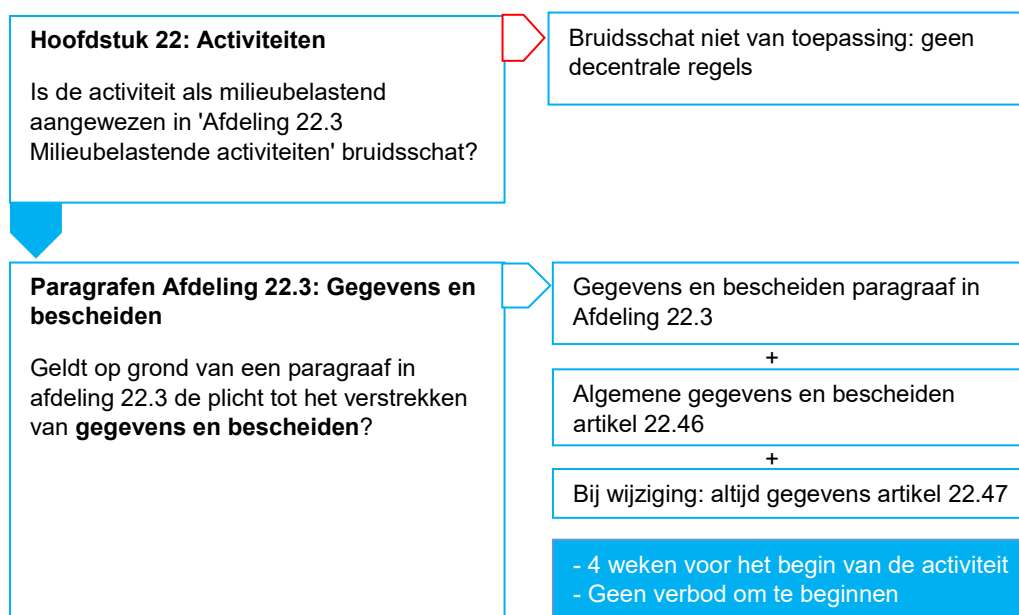 Hoofdstuk 22: Activiteiten
Is de activiteit als milieubelastend
aangewezen in 'Afdeling 22.3
Milieubelastende activiteiten' bruidsschat?
Bruidsschat niet van toepassing: geen
decentrale regels
Paragrafen Afdeling 22.3: Gegevens en
bescheiden
Geldt op grond van een paragraaf in
afdeling 22.3 de plicht tot het verstrekken
van gegevens en bescheiden?
Gegevens en bescheiden paragraaf in
Afdeling 22.3
+
Algemene gegevens en bescheiden
artikel 22.46
+
Bij wijziging: altijd gegevens artikel 22.47
- 4 weken voor het begin van de activiteit
- Geen verbod om te beginnen